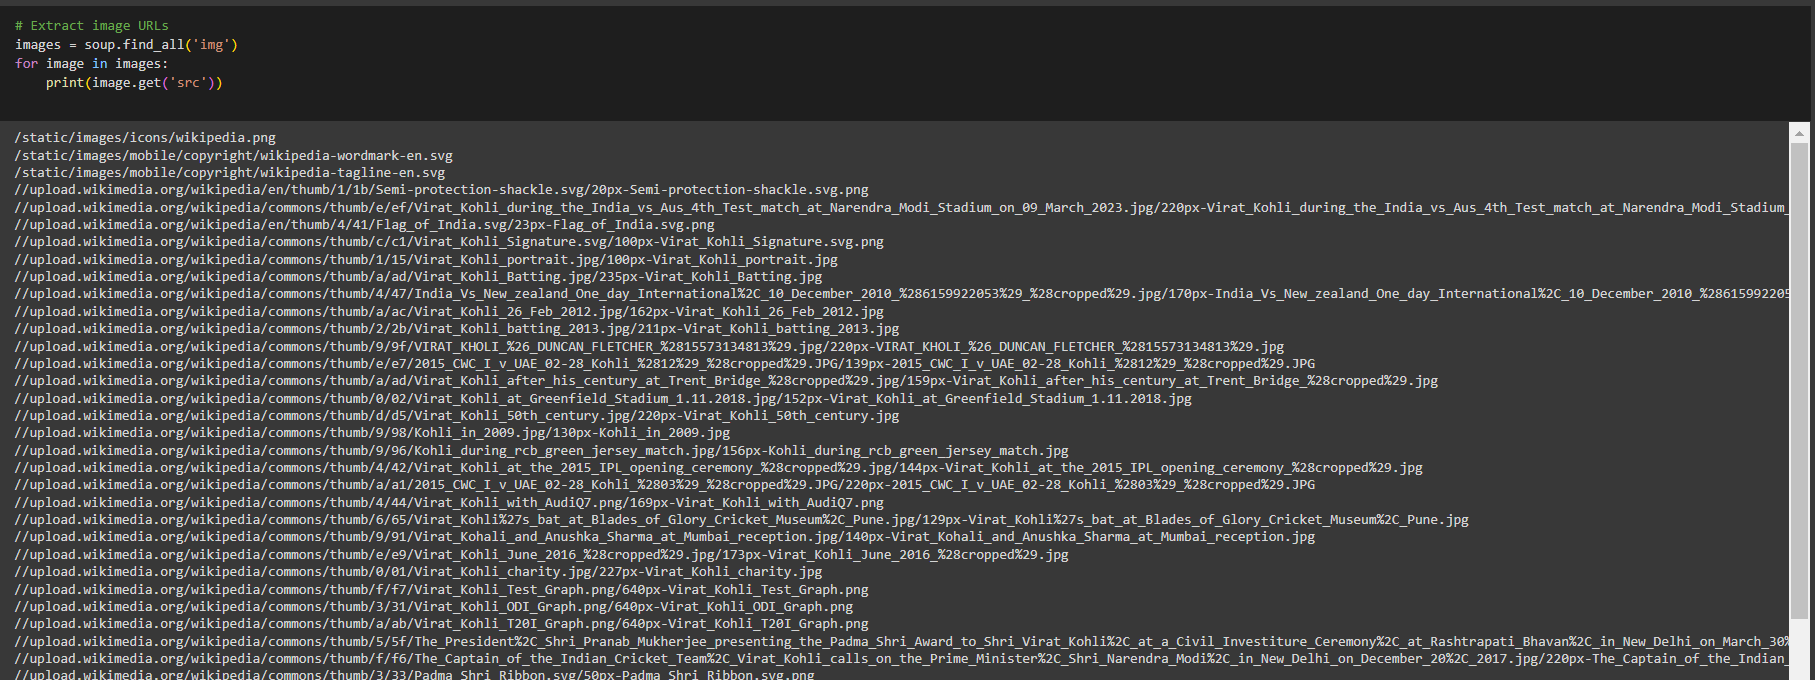 # Extract image URLs
images = soup.find_all('img')
for image in images:
    print(image.get('src'))
/static/images/icons/wikipedia.png
/static/images/mobile/copyright/wikipedia-wordmark-en.svg
/static/images/mobile/copyright/wikipedia-tagline-en.svg
//upload.wikimedia.org/wikipedia/en/thumb/1/1b/Semi-protection-shackle.svg/20px-Semi-protection-shackle.svg.png
//upload.wikimedia.org/wikipedia/commons/thumb/e/ef/Virat_Kohli_during_the_India_vs_Aus_4th_Test_match_at_Narendra_Modi_Stadium_on_09_March_2023.jpg/220px-Virat_Kohli_during_the_India_vs_Aus_4th_Test_match_at_Narendra_Modi_Stadium_
//upload.wikimedia.org/wikipedia/en/thumb/4/41/Flag_of_India.svg/23px-Flag_of_India.svg.png
//upload.wikimedia.org/wikipedia/commons/thumb/c/c1/Virat_Kohli_Signature.svg/100px-Virat_Kohli_Signature.svg.png
//upload.wikimedia.org/wikipedia/commons/thumb/1/15/Virat_Kohli_portrait.jpg/100px-Virat_Kohli_portrait.jpg
//upload.wikimedia.org/wikipedia/commons/thumb/a/ad/Virat_Kohli_Batting.jpg/235px-Virat_Kohli_Batting.jpg
//upload.wikimedia.org/wikipedia/commons/thumb/4/47/India_Vs_New_zealand_One_day_International%2C_10_December_2010_%286159922053%29_%28cropped%29.jpg/170px-India_Vs_New_zealand_One_day_International%2C_10_December_2010_%28615992205
//upload.wikimedia.org/wikipedia/commons/thumb/a/ac/Virat_Kohli_26_Feb_2012.jpg/162px-Virat_Kohli_26_Feb_2012.jpg
//upload.wikimedia.org/wikipedia/commons/thumb/2/2b/Virat_Kohli_batting_2013.jpg/211px-Virat_Kohli_batting_2013.jpg
//upload.wikimedia.org/wikipedia/commons/thumb/9/9f/VIRAT_KHOLI_%26_DUNCAN_FLETCHER_%2815573134813%29.jpg/220px-VIRAT_KHOLI_%26_DUNCAN_FLETCHER_%2815573134813%29.jpg
//upload.wikimedia.org/wikipedia/commons/thumb/e/e7/2015_CWC_I_v_UAE_02-28_Kohli_%2812%29_%28cropped%29.JPG/139px-2015_CWC_I_v_UAE_02-28_Kohli_%2812%29_%28cropped%29.JPG
//upload.wikimedia.org/wikipedia/commons/thumb/a/ad/Virat_Kohli_after_his_century_at_Trent_Bridge_%28cropped%29.jpg/159px-Virat_Kohli_after_his_century_at_Trent_Bridge_%28cropped%29.jpg
//upload.wikimedia.org/wikipedia/commons/thumb/0/02/Virat_Kohli_at_Greenfield_Stadium_1.11.2018.jpg/152px-Virat_Kohli_at_Greenfield_Stadium_1.11.2018.jpg
//upload.wikimedia.org/wikipedia/commons/thumb/d/d5/Virat_Kohli_50th_century.jpg/220px-Virat_Kohli_50th_century.jpg
//upload.wikimedia.org/wikipedia/commons/thumb/9/98/Kohli_in_2009.jpg/130px-Kohli_in_2009.jpg
//upload.wikimedia.org/wikipedia/commons/thumb/9/96/Kohli_during_rcb_green_jersey_match.jpg/156px-Kohli_during_rcb_green_jersey_match.jpg
//upload.wikimedia.org/wikipedia/commons/thumb/4/42/Virat_Kohli_at_the_2015_IPL_opening_ceremony_%28cropped%29.jpg/144px-Virat_Kohli_at_the_2015_IPL_opening_ceremony_%28cropped%29.jpg
//upload.wikimedia.org/wikipedia/commons/thumb/a/a1/2015_CWC_I_v_UAE_02-28_Kohli_%2803%29_%28cropped%29.JPG/220px-2015_CWC_I_v_UAE_02-28_Kohli_%2803%29_%28cropped%29.JPG
//upload.wikimedia.org/wikipedia/commons/thumb/4/44/Virat_Kohli_with_AudiQ7.png/169px-Virat_Kohli_with_AudiQ7.png
//upload.wikimedia.org/wikipedia/commons/thumb/6/65/Virat_Kohli%27s_bat_at_Blades_of_Glory_Cricket_Museum%2C_Pune.jpg/129px-Virat_Kohli%27s_bat_at_Blades_of_Glory_Cricket_Museum%2C_Pune.jpg
//upload.wikimedia.org/wikipedia/commons/thumb/9/91/Virat_Kohali_and_Anushka_Sharma_at_Mumbai_reception.jpg/140px-Virat_Kohali_and_Anushka_Sharma_at_Mumbai_reception.jpg
//upload.wikimedia.org/wikipedia/commons/thumb/e/e9/Virat_Kohli_June_2016_%28cropped%29.jpg/173px-Virat_Kohli_June_2016_%28cropped%29.jpg
//upload.wikimedia.org/wikipedia/commons/thumb/0/01/Virat_Kohli_charity.jpg/227px-Virat_Kohli_charity.jpg
//upload.wikimedia.org/wikipedia/commons/thumb/f/f7/Virat_Kohli_Test_Graph.png/640px-Virat_Kohli_Test_Graph.png
//upload.wikimedia.org/wikipedia/commons/thumb/3/31/Virat_Kohli_ODI_Graph.png/640px-Virat_Kohli_ODI_Graph.png
//upload.wikimedia.org/wikipedia/commons/thumb/a/ab/Virat_Kohli_T20I_Graph.png/640px-Virat_Kohli_T20I_Graph.png
//upload.wikimedia.org/wikipedia/commons/thumb/5/5f/The_President%2C_Shri_Pranab_Mukherjee_presenting_the_Padma_Shri_Award_to_Shri_Virat_Kohli%2C_at_a_Civil_Investiture_Ceremony%2C_at_Rashtrapati_Bhavan%2C_in_New_Delhi_on_March_30%
//upload.wikimedia.org/wikipedia/commons/thumb/f/f6/The_Captain_of_the_Indian_Cricket_Team%2C_Virat_Kohli_calls_on_the_Prime_Minister%2C_Shri_Narendra_Modi%2C_in_New_Delhi_on_December_20%2C_2017.jpg/220px-The_Captain_of_the_Indian_
//upload.wikimedia.org/wikipedia/commons/thumb/3/33/Padma_Shri_Ribbon.svg/50px-Padma_Shri_Ribbon.svg.png